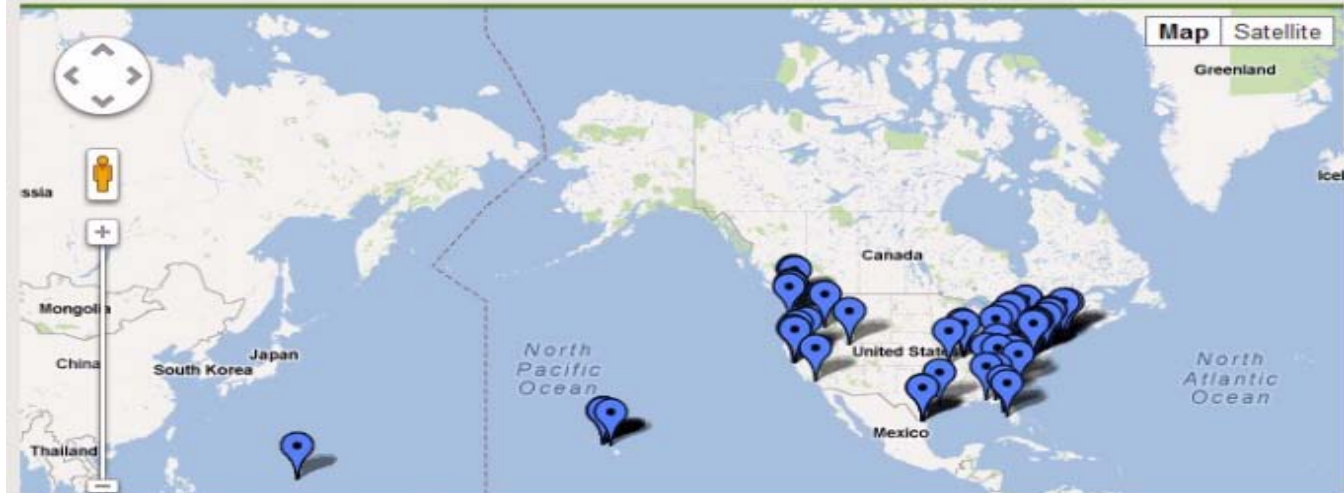 Map Satellite
Greenland
ssia
Icel
Canada
Mongolia
China
South Korea
Japan
Thailand
North
Pacific
Ocean
United States
Mexico
North
Atlantic
Ocean